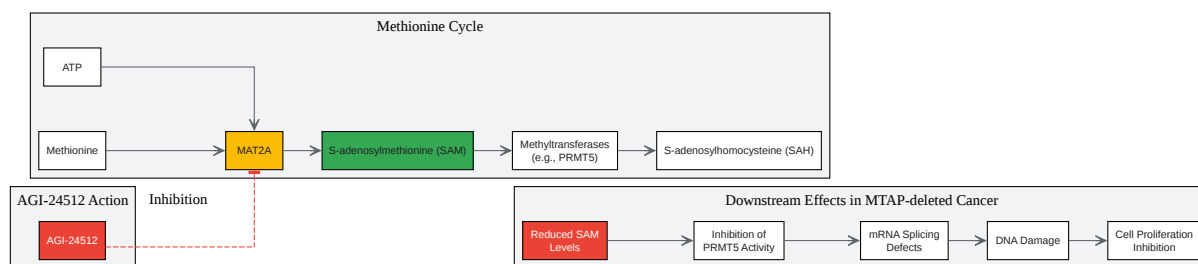 Methionine Cycle
ATP
Methionine
MAT2A
S-adenosylmethionine (SAM)
Methyltransferases
(e.g., PRMT5)
S-adenosylhomocysteine (SAH)
AGI-24512 Action
Inhibition
AGI-24512
Downstream Effects in MTAP-deleted Cancer
Reduced SAM
Levels
Inhibition of
PRMT5 Activity
mRNA Splicing
Defects
DNA Damage
Cell Proliferation
Inhibition